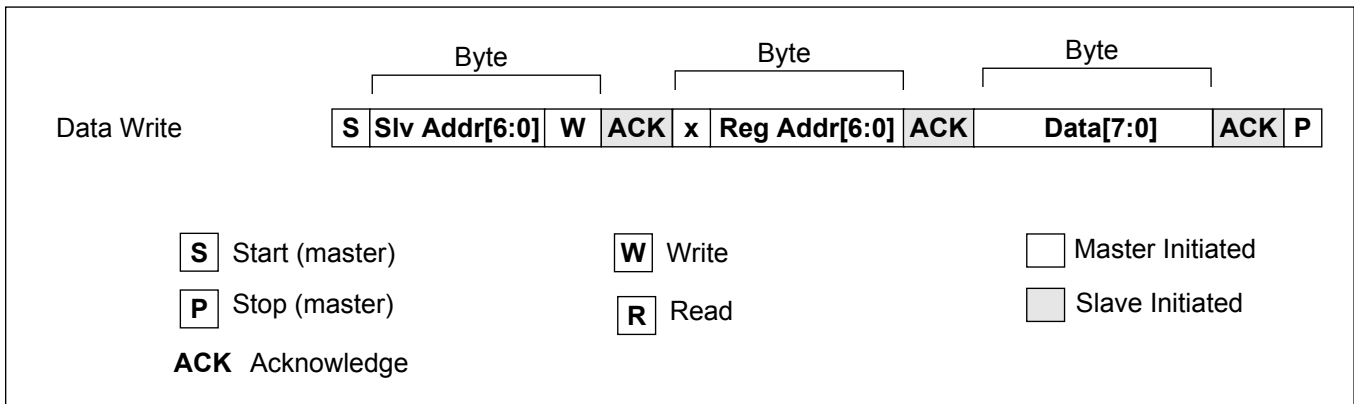 Byte Byte Byte
Data Write S Slv Addr[6:0] W ACK x Reg Addr[6:0] ACK Data[7:0] ACK P
S Start (master) W Write Master Initiated
P Stop (master) R Read Slave Initiated
ACK Acknowledge